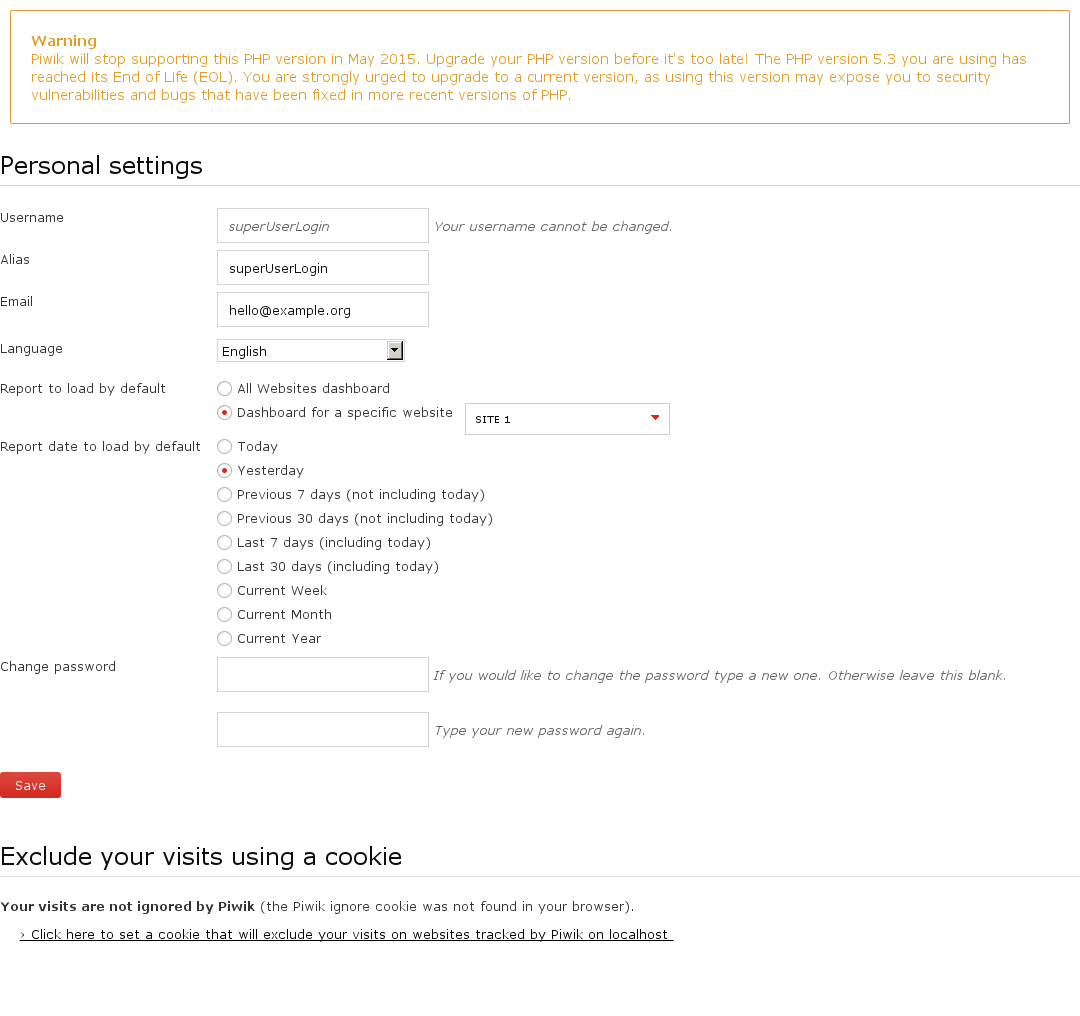 Warning
Piwik will stop supporting this PHP version in May 2015. Upgrade your PHP version before it's too late! The PHP version 5.3 you are using has
reached its End of Life (EOL). You are strongly urged to upgrade to a current version, as using this version may expose you to security
vulnerabilities and bugs that have been fixed in more recent versions of PHP.
Personal settings
Username superUserLogin Your username cannot be changed.
Alias superUserLogin
Email hello@example.org
Language English
Report to load by default All Websites dashboard
Dashboard for a specific website SITE 1
Report date to load by default Today
Yesterday
Previous 7 days (not including today)
Previous 30 days (not including today)
Last 7 days (including today)
Last 30 days (including today)
Current Week
Current Month
Current Year
Change password If you would like to change the password type a new one. Otherwise leave this blank.
Type your new password again.
Save
Exclude your visits using a cookie
Your visits are not ignored by Piwik (the Piwik ignore cookie was not found in your browser).
› Click here to set a cookie that will exclude your visits on websites tracked by Piwik on localhost